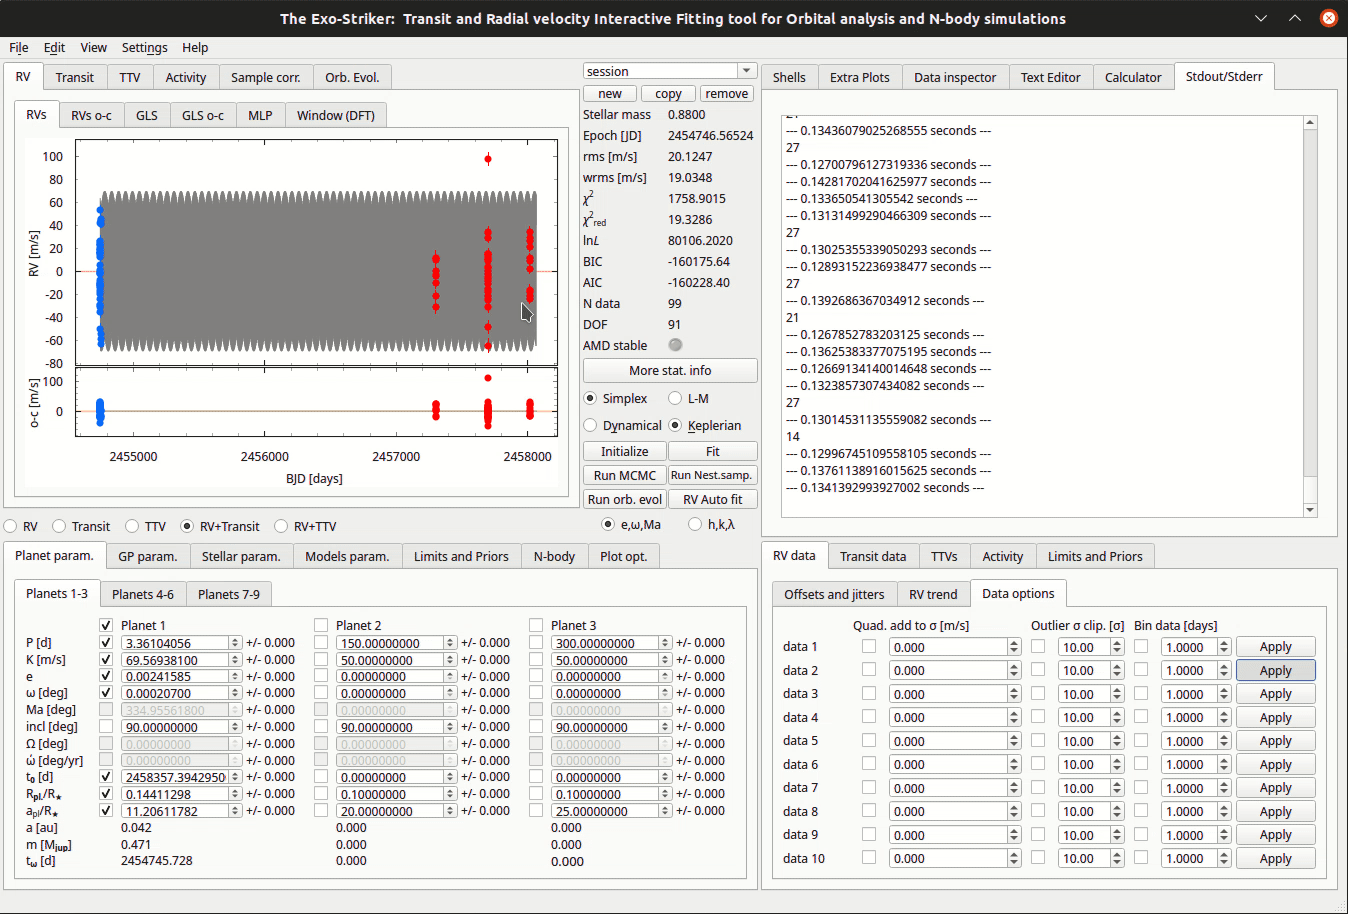 The Exo-Striker: Transit and Radial velocity Interactive Fitting tool for Orbital analysis and N-body simulations
File Edit View Settings Help
RV Transit TTV Activity Sample corr. Orb. Evol.
RVs RVs o-c GLS GLS o-c MLP Window (DFT)
100
80
60
40
20
0
-20
-40
-60
-80
RV [m/s]
100
0
o-c [m/s]
2455000 2456000 2457000 2458000
BJD [days]
session
new copy remove
Stellar mass 0.8800
Epoch [JD] 2454746.56524
rms [m/s] 20.1247
wrms [m/s] 19.0348
χ² 1758.9015
χ²red 19.3286
lnL 80106.2020
BIC -160175.64
AIC -160228.40
N data 99
DOF 91
AMD stable
More stat. info
Simplex L-M
Dynamical Keplerian
Initialize Fit
Run MCMC Run Nest.samp.
Run orb. evol RV Auto fit
e,ω,Ma h,k,λ
Shells Extra Plots Data inspector Text Editor Calculator Stdout/Stderr
--- 0.13436079025268555 seconds ---
27
--- 0.12700796127319336 seconds ---
--- 0.14281702041625977 seconds ---
--- 0.133650541305542 seconds ---
--- 0.13131499290466309 seconds ---
27
--- 0.13025355339050293 seconds ---
--- 0.12893152236938477 seconds ---
27
--- 0.1392686367034912 seconds ---
21
--- 0.1267852783203125 seconds ---
--- 0.13625383377075195 seconds ---
--- 0.12669134140014648 seconds ---
--- 0.1323857307434082 seconds ---
27
--- 0.13014531135559082 seconds ---
14
--- 0.12996745109558105 seconds ---
--- 0.13761138916015625 seconds ---
--- 0.1341392993927002 seconds ---
RV Transit TTV RV+Transit RV+TTV
Planet param. GP param. Stellar param. Models param. Limits and Priors N-body Plot opt.
Planets 1-3 Planets 4-6 Planets 7-9
Planet 1 Planet 2 Planet 3
P [d] 3.36104056 +/- 0.000 150.00000000 +/- 0.000 300.00000000 +/- 0.000
K [m/s] 69.56938100 +/- 0.000 50.00000000 +/- 0.000 50.00000000 +/- 0.000
e 0.00241585 +/- 0.000 0.00000000 +/- 0.000 0.00000000 +/- 0.000
ω [deg] 0.00020700 +/- 0.000 0.00000000 +/- 0.000 0.00000000 +/- 0.000
Ma [deg] 334.95561800 +/- 0.000 0.00000000 +/- 0.000 0.00000000 +/- 0.000
incl [deg] 90.00000000 +/- 0.000 90.00000000 +/- 0.000 90.00000000 +/- 0.000
Ω [deg] 0.00000000 +/- 0.000 0.00000000 +/- 0.000 0.00000000 +/- 0.000
ώ [deg/yr] 0.00000000 +/- 0.000 0.00000000 +/- 0.000 0.00000000 +/- 0.000
t₀ [d] 2458357.3942950 +/- 0.000 0.00000000 +/- 0.000 0.00000000 +/- 0.000
Rpl./R★ 0.14411298 +/- 0.000 0.10000000 +/- 0.000 0.10000000 +/- 0.000
apl/R★ 11.20611782 +/- 0.000 20.00000000 +/- 0.000 25.00000000 +/- 0.000
a [au] 0.042 0.000 0.000
m [Mjup] 0.471 0.000 0.000
tω [d] 2454745.728 0.000 0.000
RV data Transit data TTVs Activity Limits and Priors
Offsets and jitters RV trend Data options
Quad. add to σ [m/s] Outlier σ clip. [σ] Bin data [days]
data 1 0.000 10.00 1.0000 Apply
data 2 0.000 10.00 1.0000 Apply
data 3 0.000 10.00 1.0000 Apply
data 4 0.000 10.00 1.0000 Apply
data 5 0.000 10.00 1.0000 Apply
data 6 0.000 10.00 1.0000 Apply
data 7 0.000 10.00 1.0000 Apply
data 8 0.000 10.00 1.0000 Apply
data 9 0.000 10.00 1.0000 Apply
data 10 0.000 10.00 1.0000 Apply